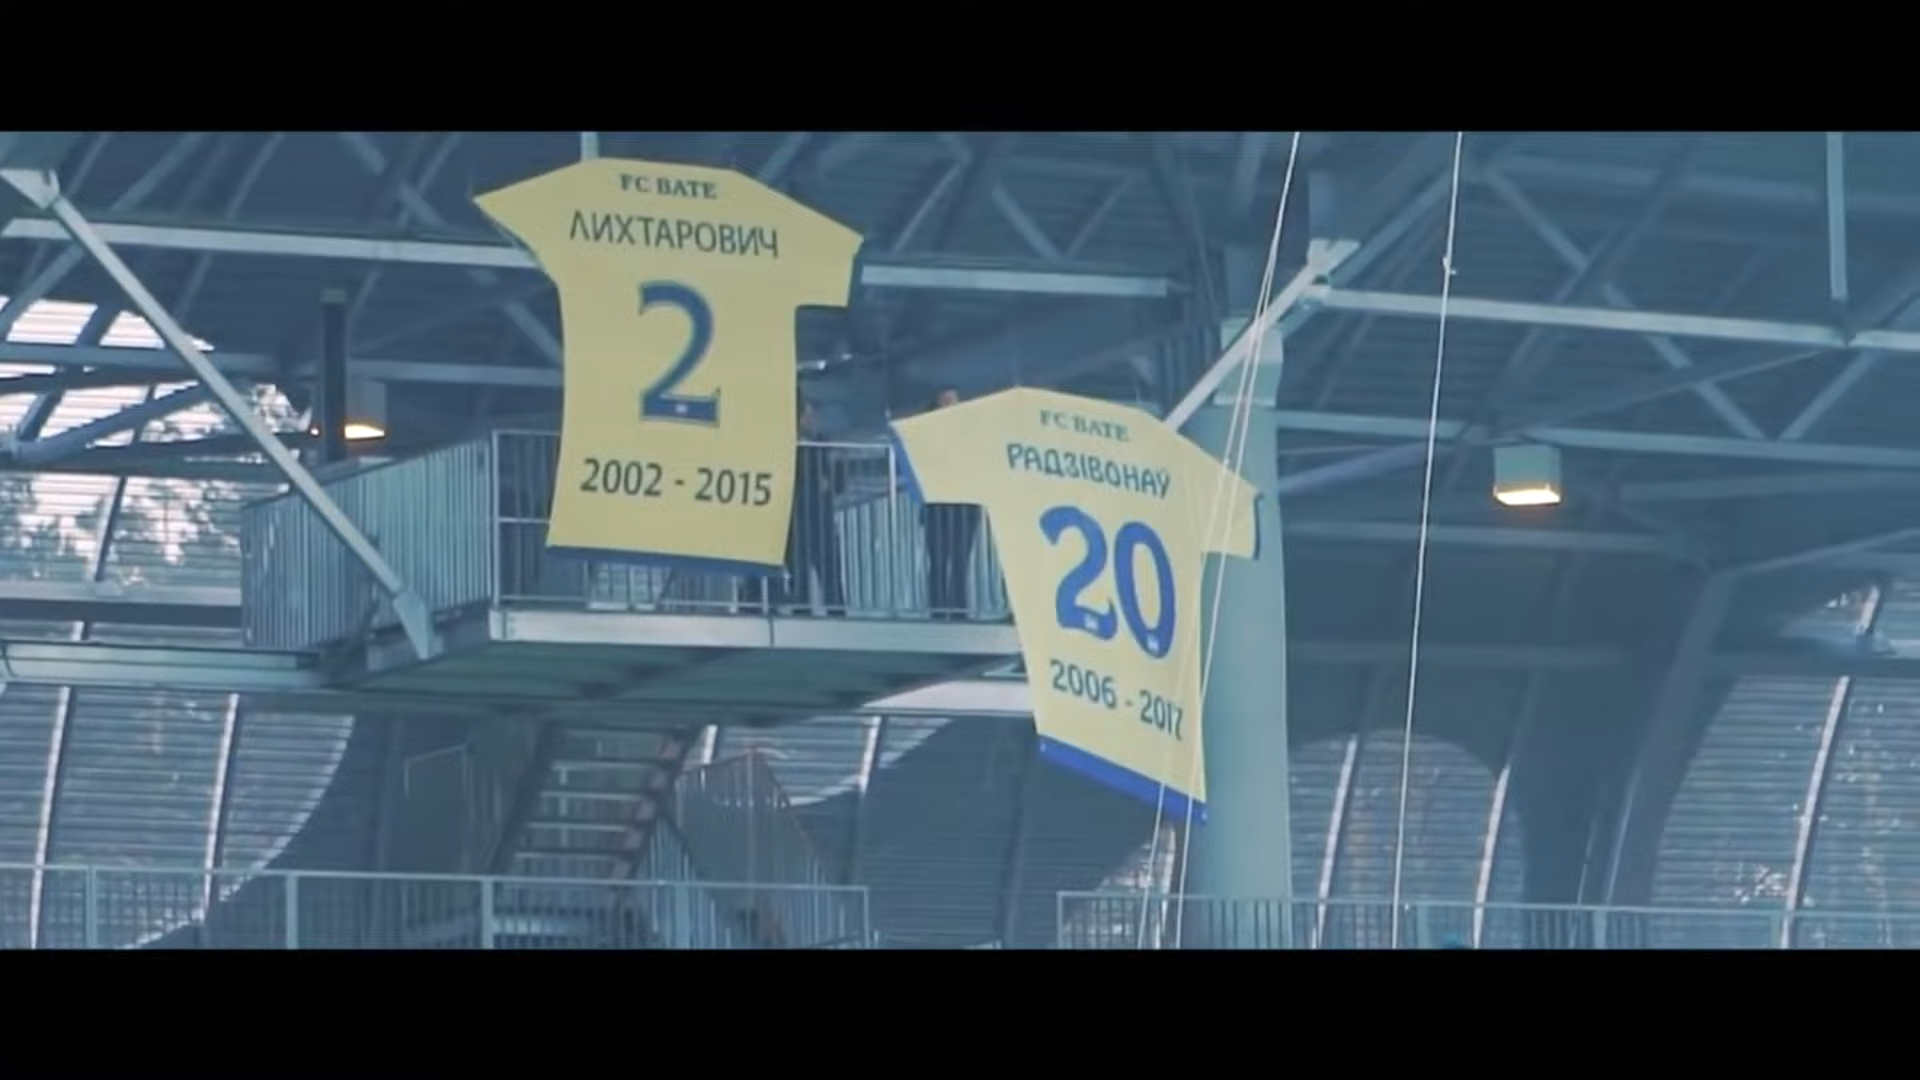 FC BATE
ЛИХТАРОВИЧ
2
2002 - 2015
FC BATE
РАДЗІВОНАЎ
20
2006 - 2017